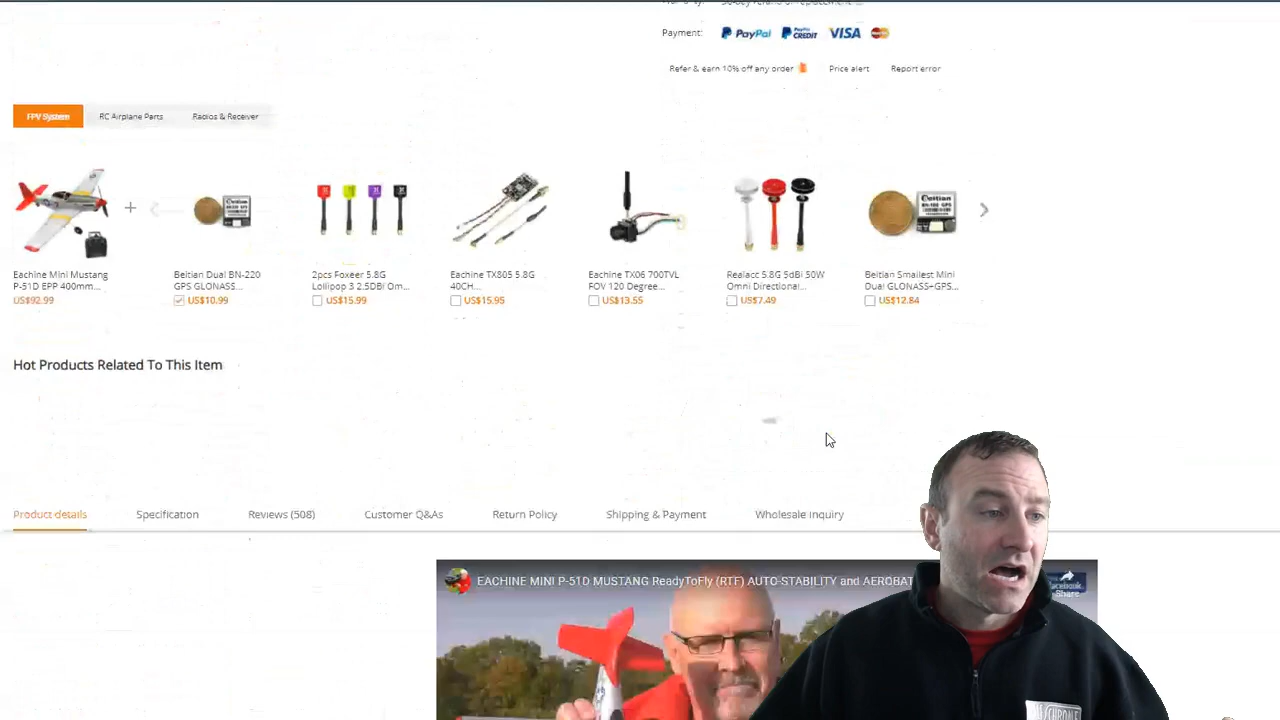 Payment: PayPal PayPal CREDIT VISA
Refer & earn 10% off any order Price alert Report error
FPV System RC Airplane Parts Radios & Receiver
Eachine Mini Mustang P-51D EPP 400mm...
US$92.99
Beitian Dual BN-220 GPS GLONASS...
US$10.99
2pcs Foxeer 5.8G Lollipop 3 2.5DBi Om...
US$15.99
Eachine TX805 5.8G 40CH...
US$15.95
Eachine TX06 700TVL FOV 120 Degree...
US$13.55
Realacc 5.8G 5dBi 50W Omni Directional...
US$7.49
Beitian Smallest Mini Dual GLONASS+GPS...
US$12.84
Hot Products Related To This Item
Product details Specification Reviews (508) Customer Q&As Return Policy Shipping & Payment Wholesale Inquiry
EACHINE MINI P-51D MUSTANG ReadyToFly (RTF) AUTO-STABILITY and AEROBAT
Facebook
Share